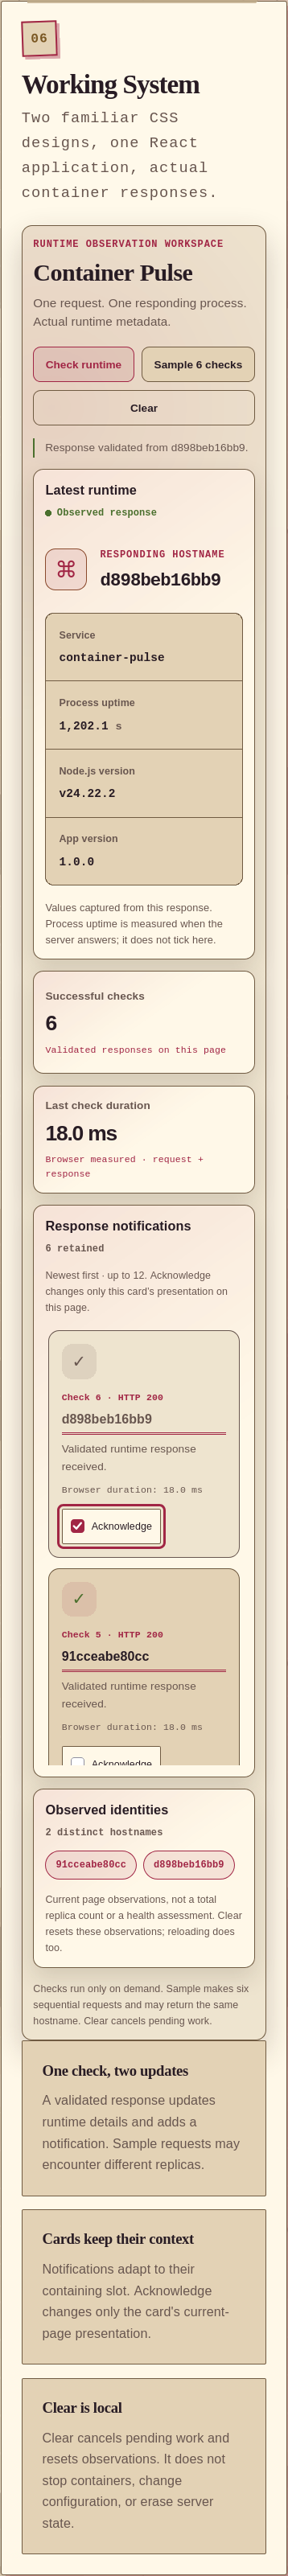 06
Working System
Two familiar CSS
designs, one React
application, actual
container responses.
RUNTIME OBSERVATION WORKSPACE
Container Pulse
One request. One responding process.
Actual runtime metadata.
Check runtime
Sample 6 checks
Clear
Response validated from d898beb16bb9.
Latest runtime
Observed response
⌘
RESPONDING HOSTNAME
d898beb16bb9
Service
container-pulse
Process uptime
1,202.1 s
Node.js version
v24.22.2
App version
1.0.0
Values captured from this response.
Process uptime is measured when the
server answers; it does not tick here.
Successful checks
6
Validated responses on this page
Last check duration
18.0 ms
Browser measured · request +
response
Response notifications
6 retained
Newest first · up to 12. Acknowledge
changes only this card's presentation on
this page.
✓
Check 6 · HTTP 200
d898beb16bb9
Validated runtime response
received.
Browser duration: 18.0 ms
Acknowledge
✓
Check 5 · HTTP 200
91cceabe80cc
Validated runtime response
received.
Browser duration: 18.0 ms
Acknowledge
Observed identities
2 distinct hostnames
91cceabe80cc
d898beb16bb9
Current page observations, not a total
replica count or a health assessment. Clear
resets these observations; reloading does
too.
Checks run only on demand. Sample makes six
sequential requests and may return the same
hostname. Clear cancels pending work.
One check, two updates
A validated response updates
runtime details and adds a
notification. Sample requests may
encounter different replicas.
Cards keep their context
Notifications adapt to their
containing slot. Acknowledge
changes only the card's current-
page presentation.
Clear is local
Clear cancels pending work and
resets observations. It does not
stop containers, change
configuration, or erase server
state.